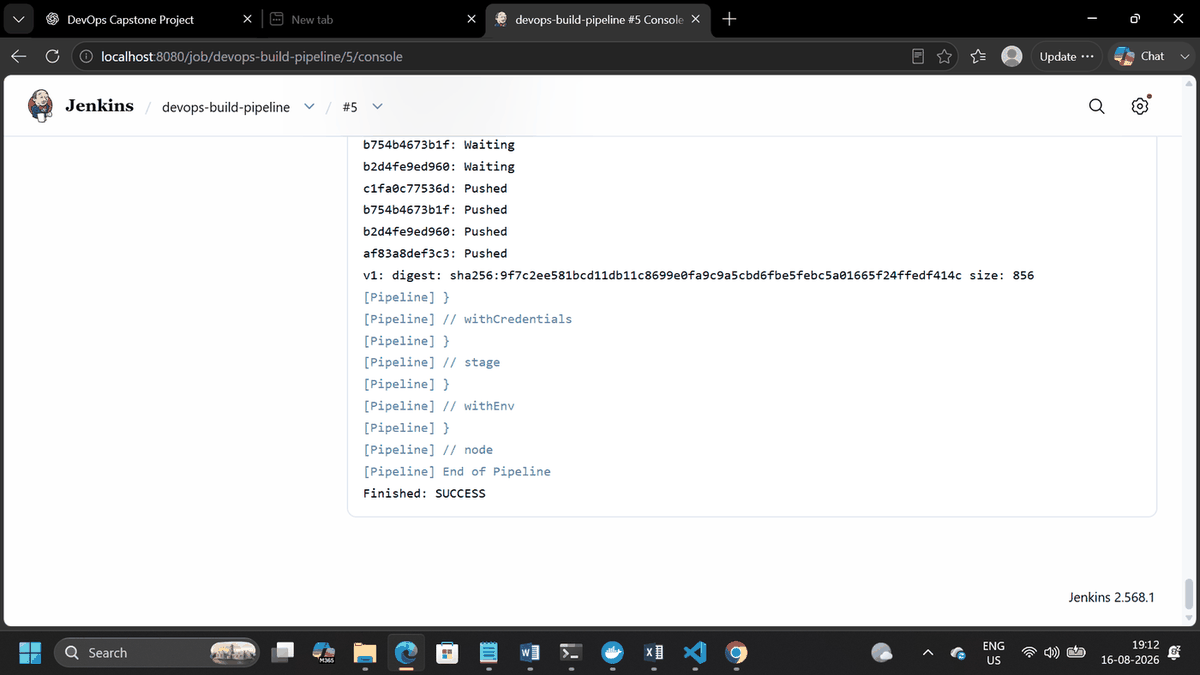 DevOps Capstone Project
New tab
devops-build-pipeline #5 Console
localhost:8080/job/devops-build-pipeline/5/console
Update
Chat
Jenkins / devops-build-pipeline / #5
b754b4673b1f: Waiting
b2d4fe9ed960: Waiting
c1fa0c77536d: Pushed
b754b4673b1f: Pushed
b2d4fe9ed960: Pushed
af83a8def3c3: Pushed
v1: digest: sha256:9f7c2ee581bcd11db11c8699e0fa9c9a5cbd6fbe5febc5a01665f24ffedf414c size: 856
[Pipeline] }
[Pipeline] // withCredentials
[Pipeline] }
[Pipeline] // stage
[Pipeline] }
[Pipeline] // withEnv
[Pipeline] }
[Pipeline] // node
[Pipeline] End of Pipeline
Finished: SUCCESS
Jenkins 2.568.1
Search
M365
ENG
US
19:12
16-08-2026